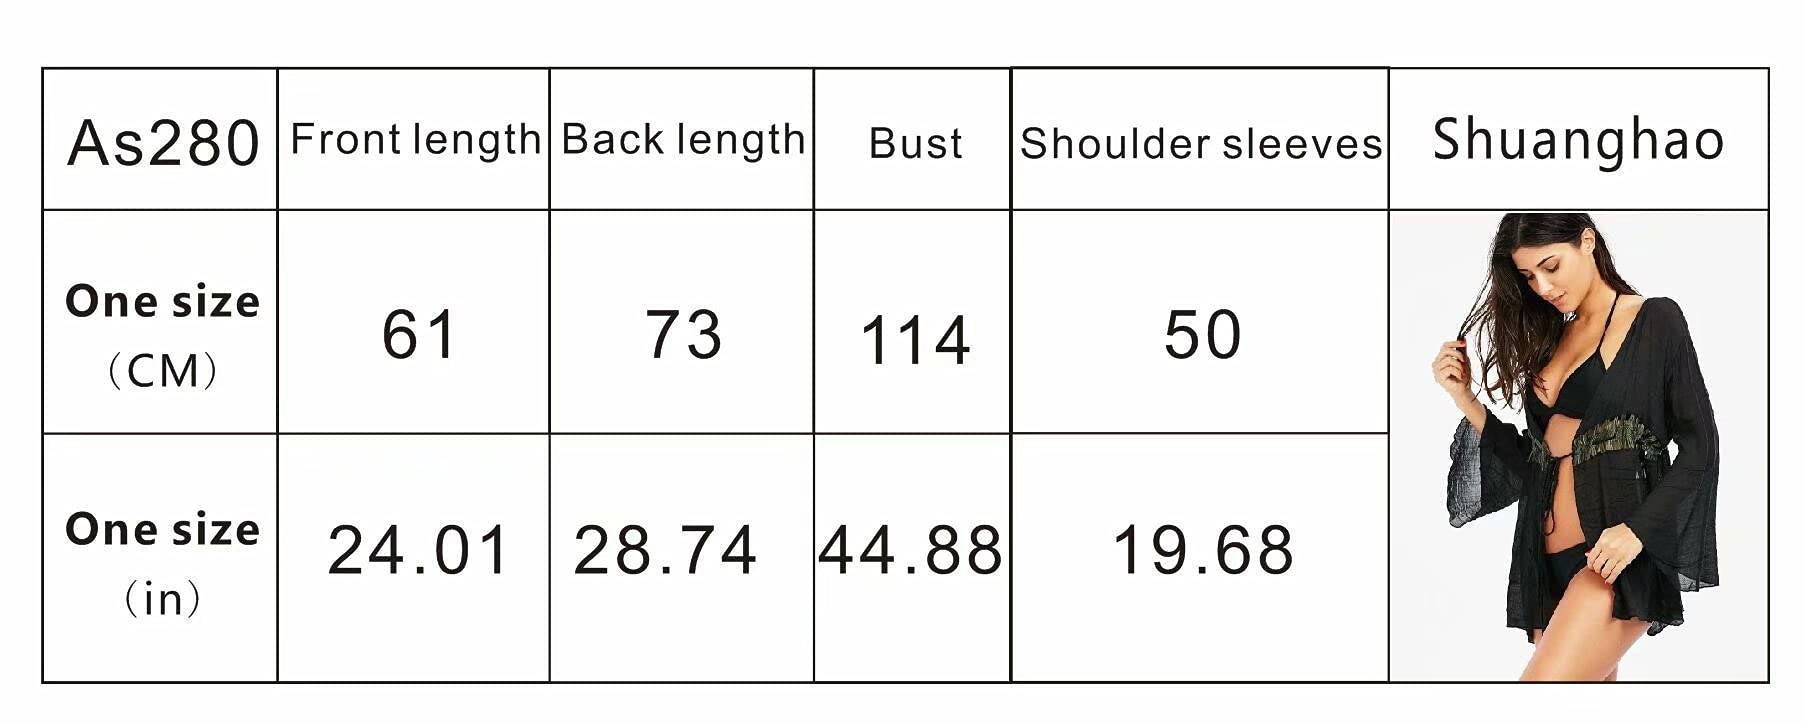 As280 Front length Back length Bust Shoulder sleeves Shuanghao
One size
（CM）
61 73 114 50
One size
（in）
24.01 28.74 44.88 19.68